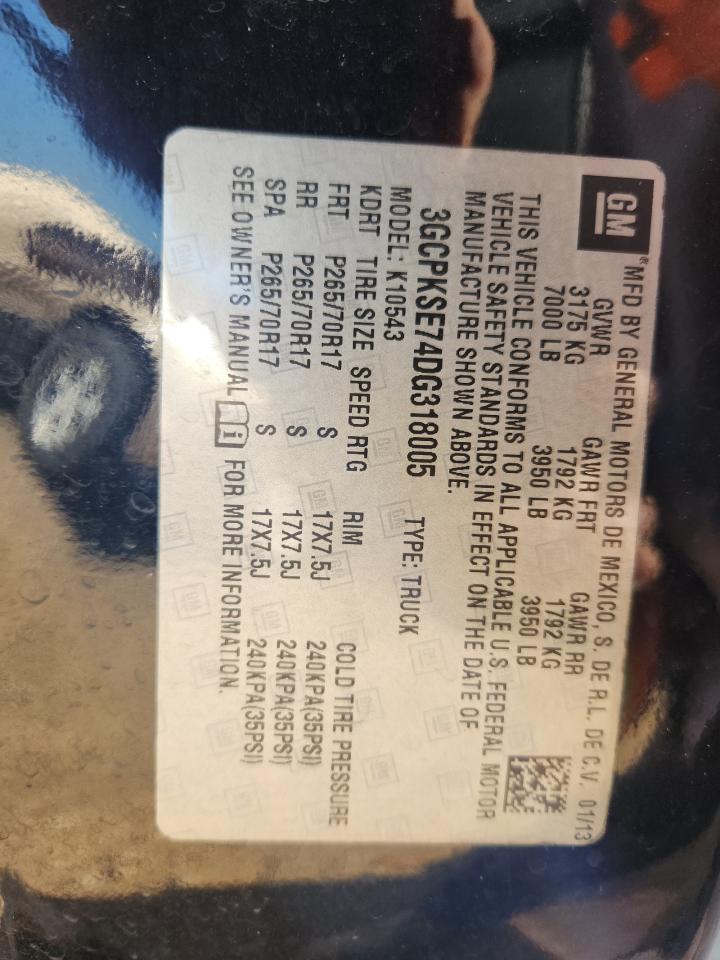 GM ® MFD BY GENERAL MOTORS DE MEXICO, S. DE R.L. DE C.V. 01/13
GVWR GAWR FRT GAWR RR
3175 KG 1792 KG 1792 KG
7000 LB 3950 LB 3950 LB
THIS VEHICLE CONFORMS TO ALL APPLICABLE U.S. FEDERAL MOTOR
VEHICLE SAFETY STANDARDS IN EFFECT ON THE DATE OF
MANUFACTURE SHOWN ABOVE.
3GCPKSE74DG318005 TYPE: TRUCK
MODEL: K10543
KDRT TIRE SIZE SPEED RTG RIM COLD TIRE PRESSURE
FRT P265/70R17 S 17X7.5J 240KPA(35PSI)
RR P265/70R17 S 17X7.5J 240KPA(35PSI)
SPA P265/70R17 S 17X7.5J 240KPA(35PSI)
SEE OWNER'S MANUAL i FOR MORE INFORMATION.